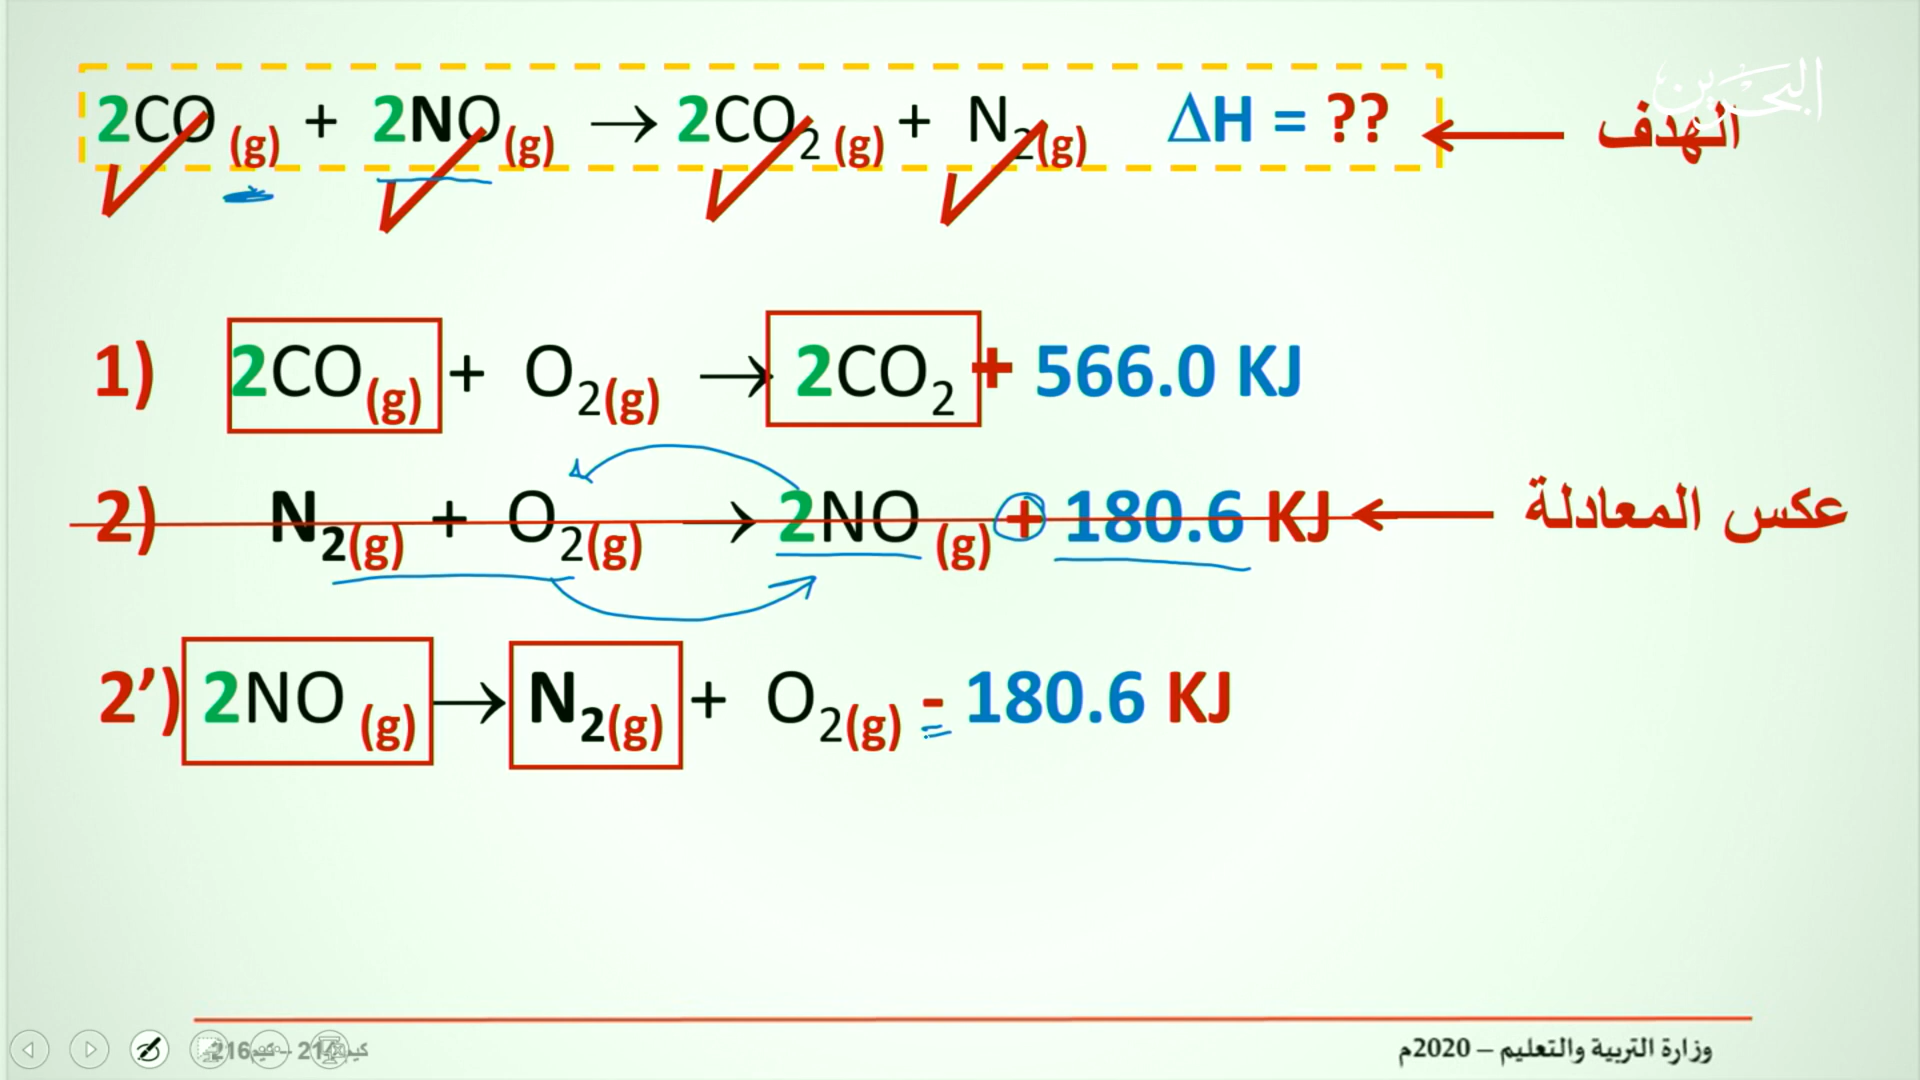 البحرين
2CO (g) + 2NO(g) → 2CO₂ (g) + N₂(g) ΔH = ??
الهدف
1) 2CO(g) + O₂(g) → 2CO₂ + 566.0 KJ
2) N₂(g) + O₂(g) → 2NO (g) + 180.6 KJ
عكس المعادلة
2’) 2NO (g) → N₂(g) + O₂(g) - 180.6 KJ
وزارة التربية والتعليم – 2020م